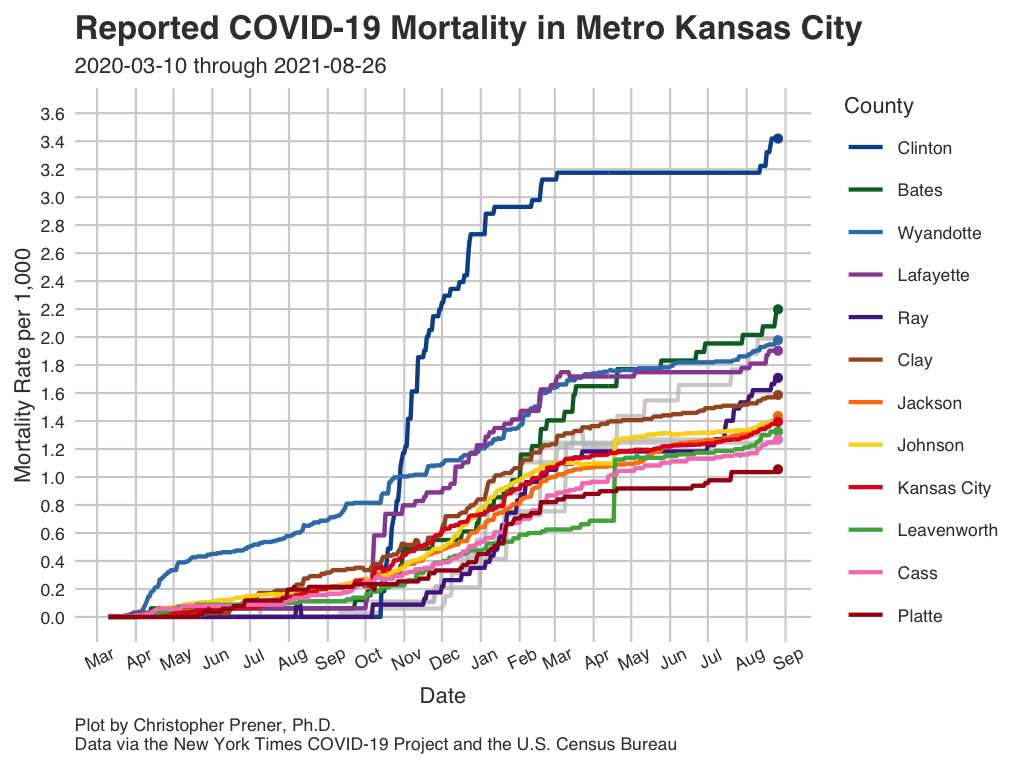 Reported COVID-19 Mortality in Metro Kansas City
2020-03-10 through 2021-08-26
Mortality Rate per 1,000
3.6
3.4
3.2
3.0
2.8
2.6
2.4
2.2
2.0
1.8
1.6
1.4
1.2
1.0
0.8
0.6
0.4
0.2
0.0
Mar Apr May Jun Jul Aug Sep Oct Nov Dec Jan Feb Mar Apr May Jun Jul Aug Sep
Date
County
Clinton
Bates
Wyandotte
Lafayette
Ray
Clay
Jackson
Johnson
Kansas City
Leavenworth
Cass
Platte
Plot by Christopher Prener, Ph.D.
Data via the New York Times COVID-19 Project and the U.S. Census Bureau